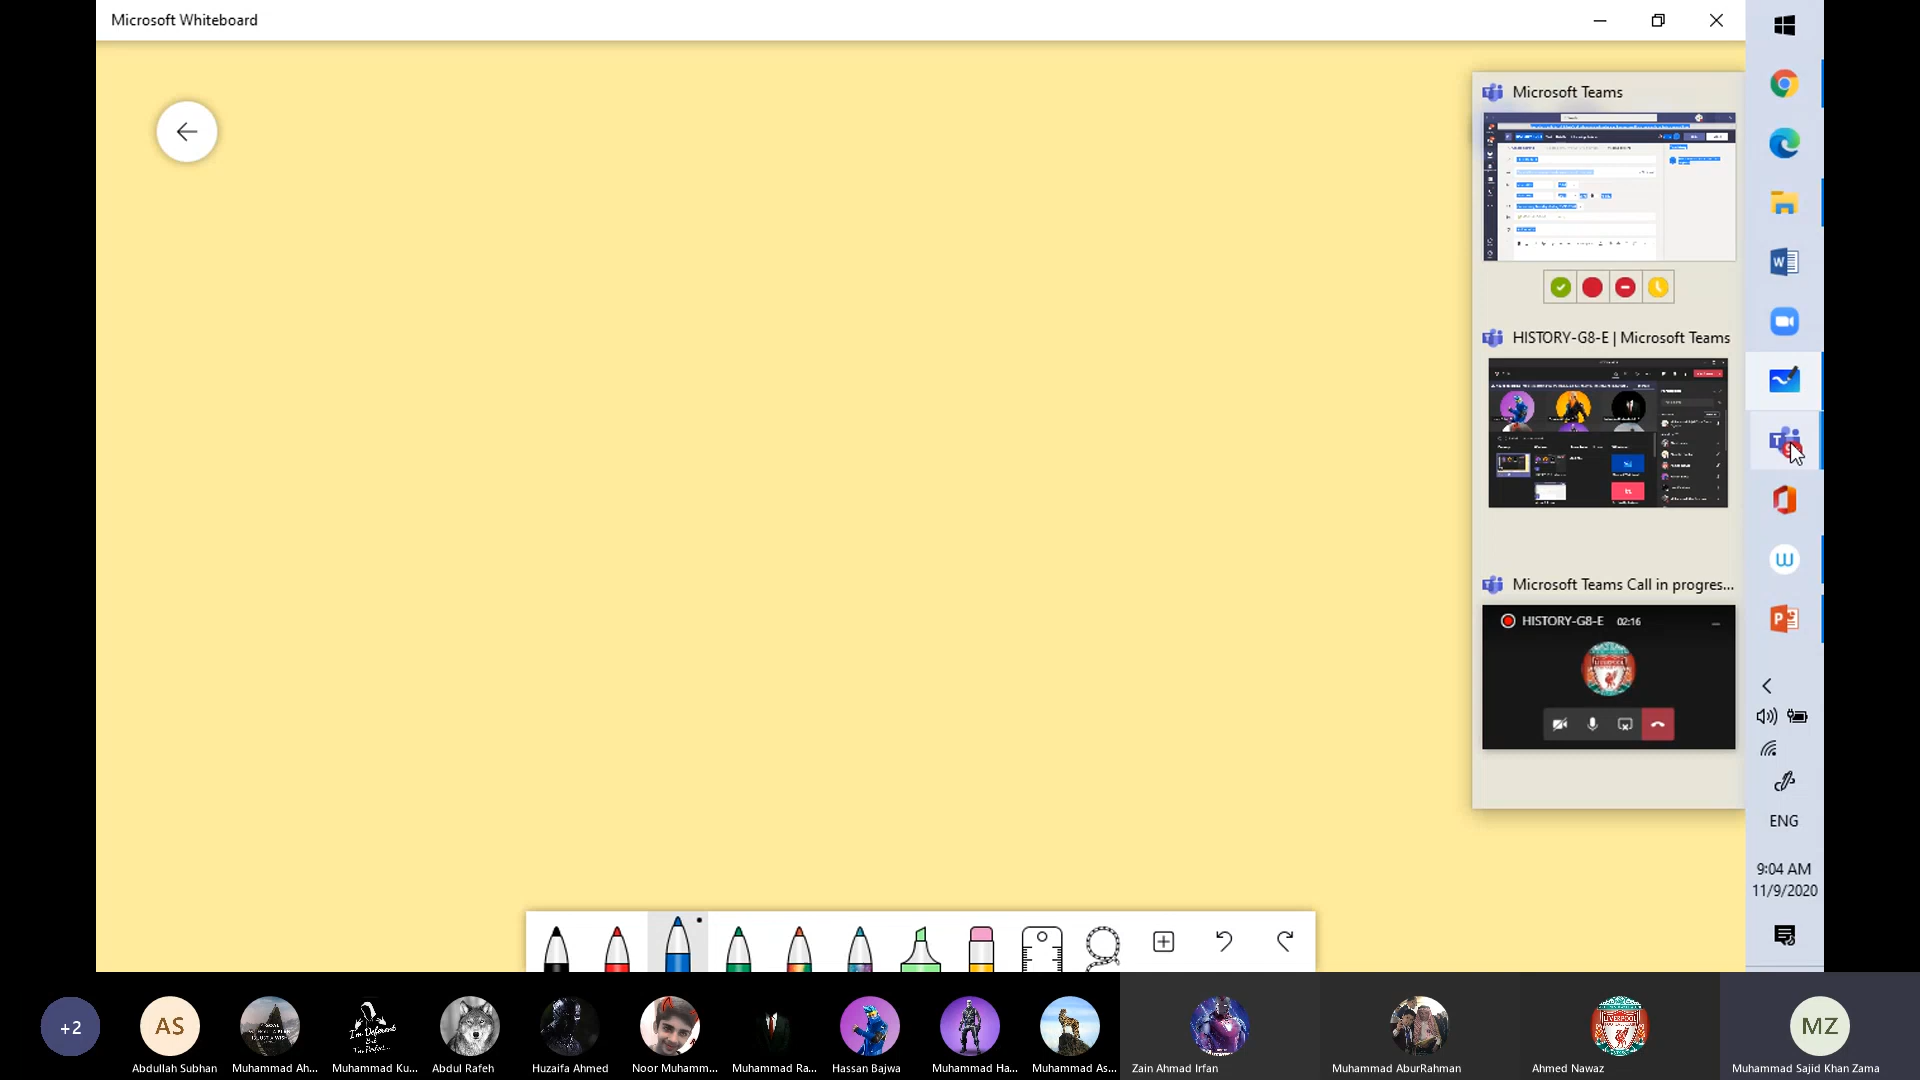 Microsoft Whiteboard
Microsoft Teams
HISTORY-G8-E | Microsoft Teams
Microsoft Teams Call in progres...
HISTORY-G8-E 02:16
ENG
9:04 AM
11/9/2020
+2
AS
MZ
Abdullah Subhan
Muhammad Ah...
Muhammad Ku...
Abdul Rafeh
Huzaifa Ahmed
Noor Muhamm...
Muhammad Ra...
Hassan Bajwa
Muhammad Ha...
Muhammad As...
Zain Ahmad Irfan
Muhammad AburRahman
Ahmed Nawaz
Muhammad Sajid Khan Zama